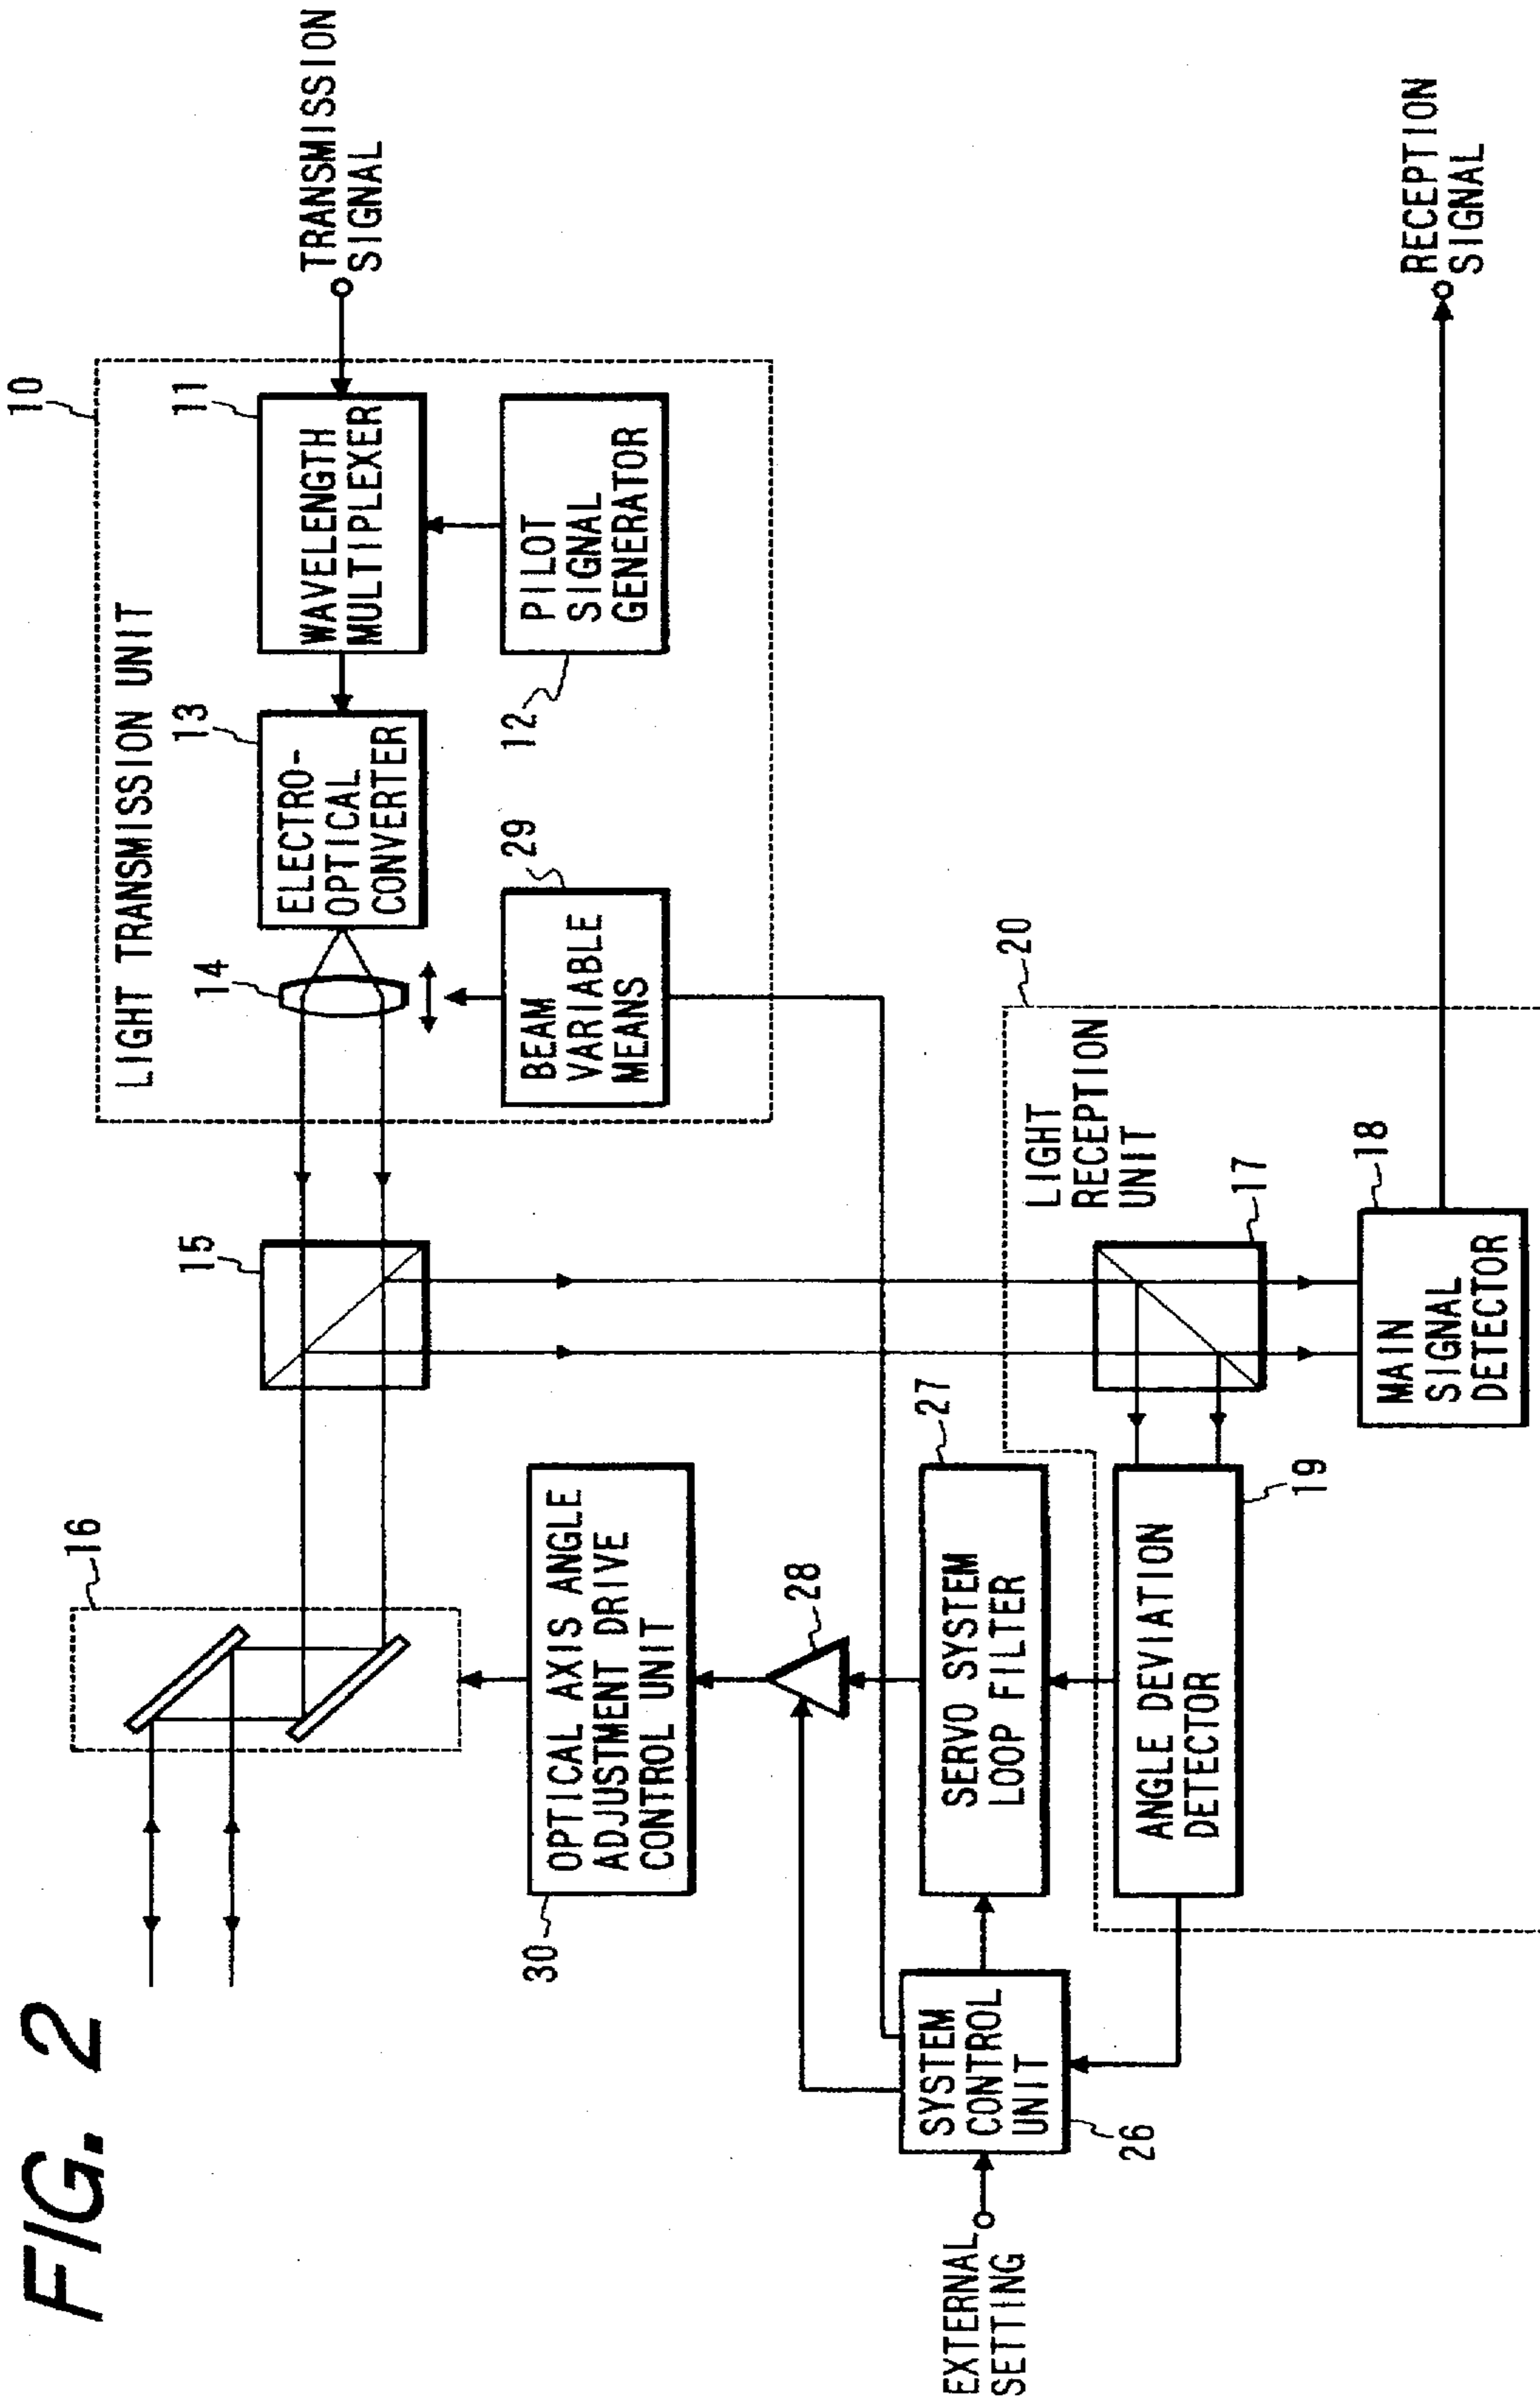 FIG. 2
10
LIGHT TRANSMISSION UNIT
16
15
14
13
11
TRANSMISSION
SIGNAL
ELECTRO-
OPTICAL
CONVERTER
WAVELENGTH
MULTIPLEXER
30
OPTICAL AXIS ANGLE
ADJUSTMENT DRIVE
CONTROL UNIT
BEAM
VARIABLE
MEANS
29
12
PILOT
SIGNAL
GENERATOR
28
EXTERNAL
SETTING
SYSTEM
CONTROL
UNIT
26
SERVO SYSTEM
LOOP FILTER
27
20
LIGHT
RECEPTION
UNIT
ANGLE DEVIATION
DETECTOR
19
17
18
MAIN
SIGNAL
DETECTOR
RECEPTION
SIGNAL